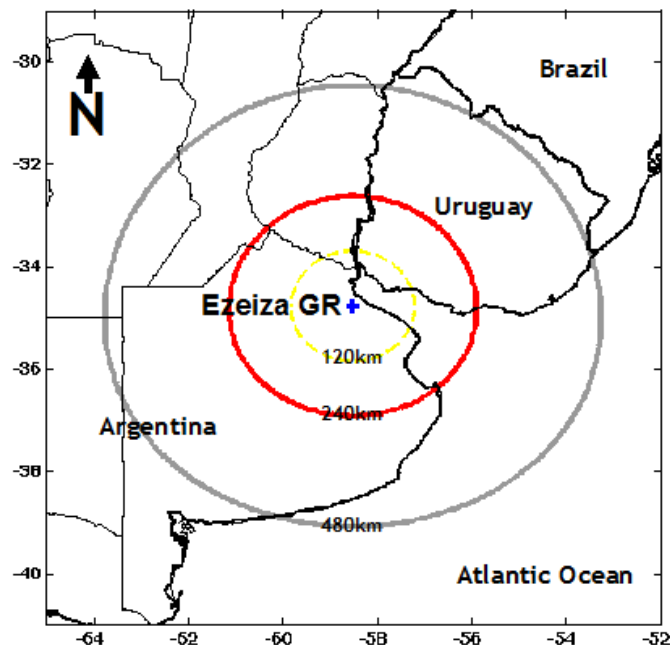 -30
Brazil
N
-32
Uruguay
-34
Ezeiza GR
120km
-36
240km
Argentina
-38
480km
-40
Atlantic Ocean
-64 -62 -60 -58 -56 -54 -52